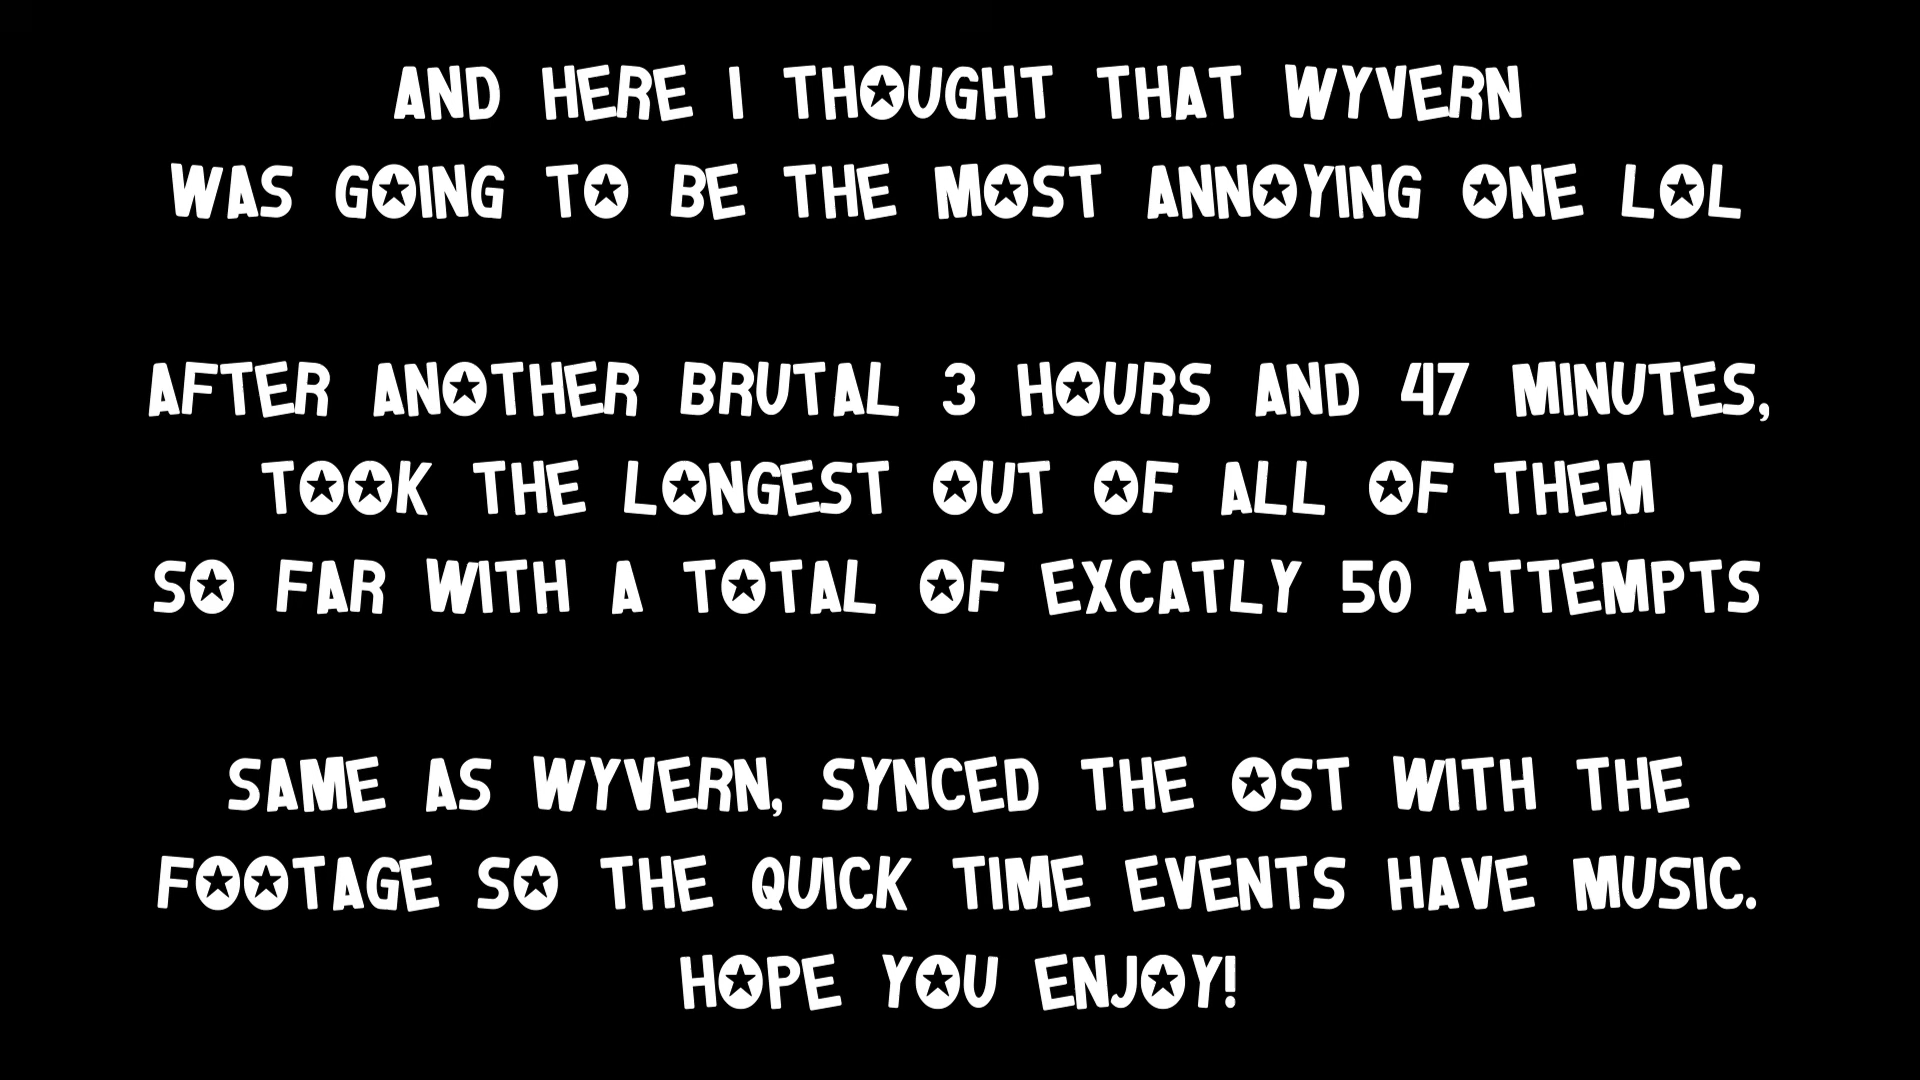 AND HERE I THOUGHT THAT WYVERN
WAS GOING TO BE THE MOST ANNOYING ONE LOL
AFTER ANOTHER BRUTAL 3 HOURS AND 47 MINUTES,
TOOK THE LONGEST OUT OF ALL OF THEM
SO FAR WITH A TOTAL OF EXCATLY 50 ATTEMPTS
SAME AS WYVERN, SYNCED THE OST WITH THE
FOOTAGE SO THE QUICK TIME EVENTS HAVE MUSIC.
HOPE YOU ENJOY!